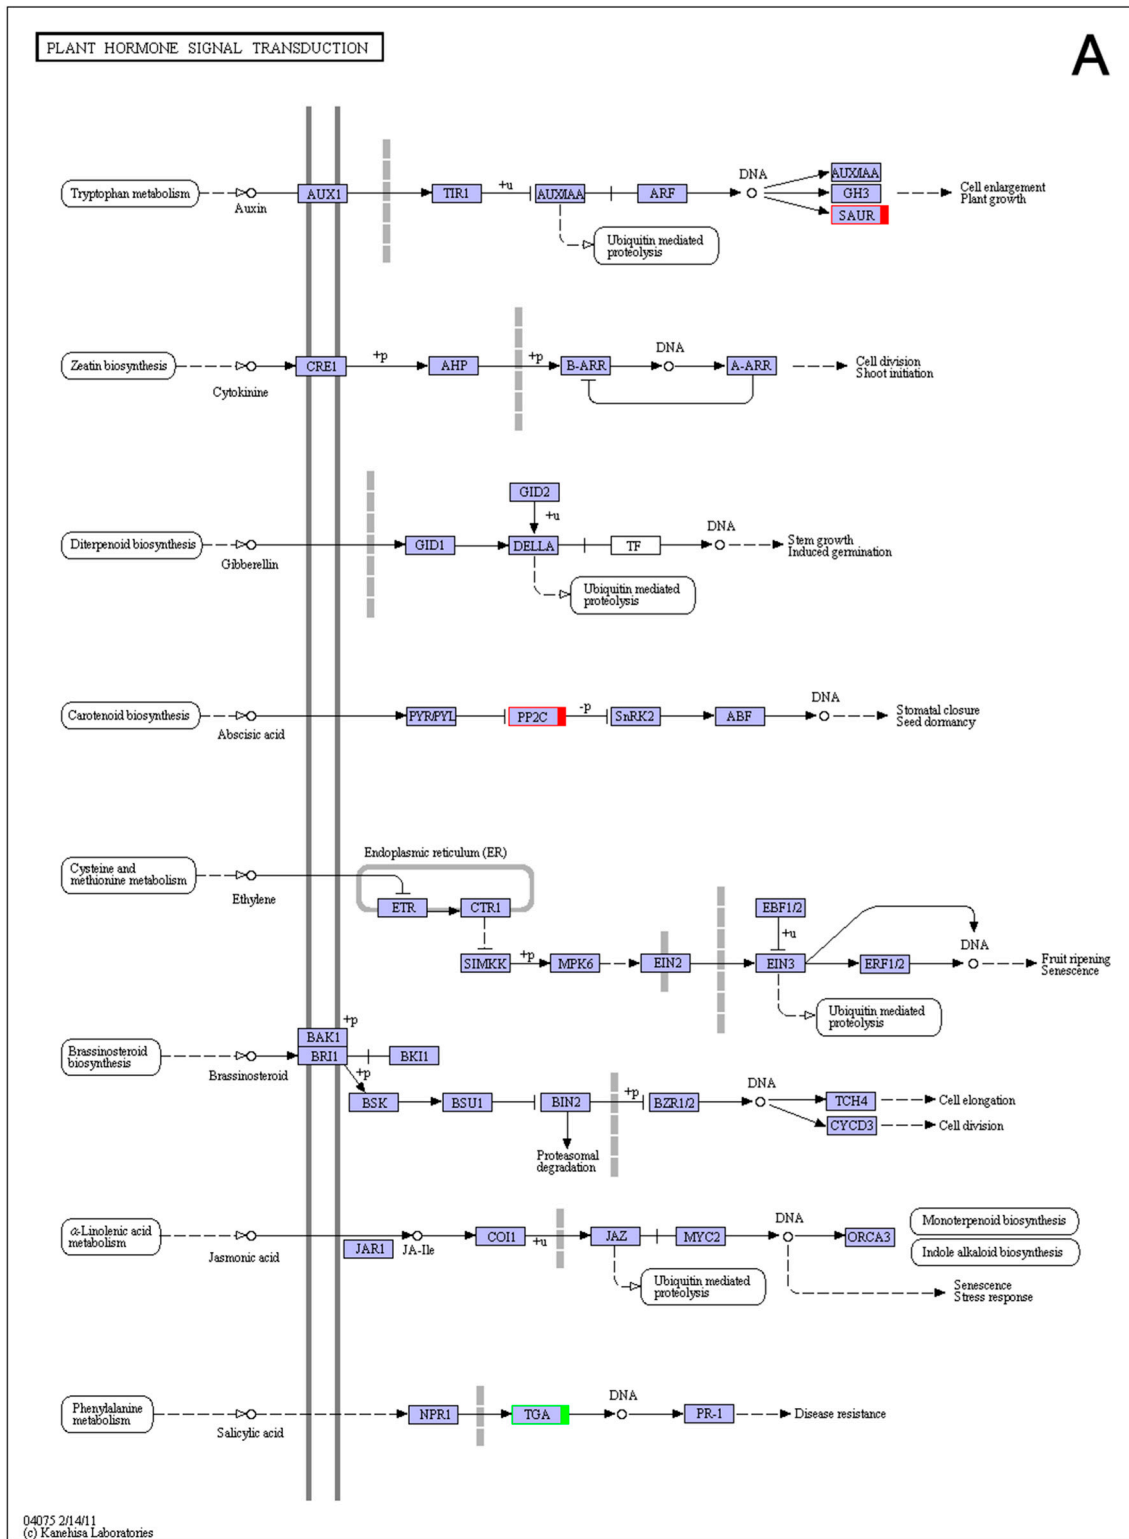 PLANT HORMONE SIGNAL TRANSDUCTION
A
Tryptophan metabolism
Auxin
AUX1
TIR1
+u
AUX/IAA
ARF
DNA
AUX/IAA
GH3
SAUR
Cell enlargement
Plant growth
Ubiquitin mediated
proteolysis
Zeatin biosynthesis
Cytokinine
CRE1
+p
AHP
+p
B-ARR
DNA
A-ARR
Cell division
Shoot initiation
GID2
+u
Diterpenoid biosynthesis
Gibberellin
GID1
DELLA
TF
DNA
Stem growth
Induced germination
Ubiquitin mediated
proteolysis
Carotenoid biosynthesis
Abscisic acid
PYR/PYL
PP2C
-p
SnRK2
ABF
DNA
Stomatal closure
Seed dormancy
Endoplasmic reticulum (ER)
Cysteine and
methionine metabolism
Ethylene
ETR
CTR1
EBF1/2
+u
SIMKK
+p
MPK6
EIN2
EIN3
ERF1/2
DNA
Fruit ripening
Senescence
Ubiquitin mediated
proteolysis
Brassinosteroid
biosynthesis
Brassinosteroid
BAK1
+p
BRI1
BKI1
+p
BSK
BSU1
BIN2
+p
BZR1/2
DNA
TCH4
Cell elongation
CYCD3
Cell division
Proteasomal
degradation
α-Linolenic acid
metabolism
Jasmonic acid
JAR1
JA-Ile
COI1
+u
JAZ
MYC2
DNA
ORCA3
Monoterpenoid biosynthesis
Indole alkaloid biosynthesis
Ubiquitin mediated
proteolysis
Senescence
Stress response
Phenylalanine
metabolism
Salicylic acid
NPR1
TGA
DNA
PR-1
Disease resistance
04075 2/14/11
(c) Kanehisa Laboratories